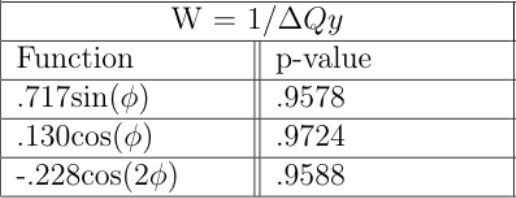 W = 1/ΔQy
Function p-value
.717sin(ϕ) .9578
.130cos(ϕ) .9724
-.228cos(2ϕ) .9588